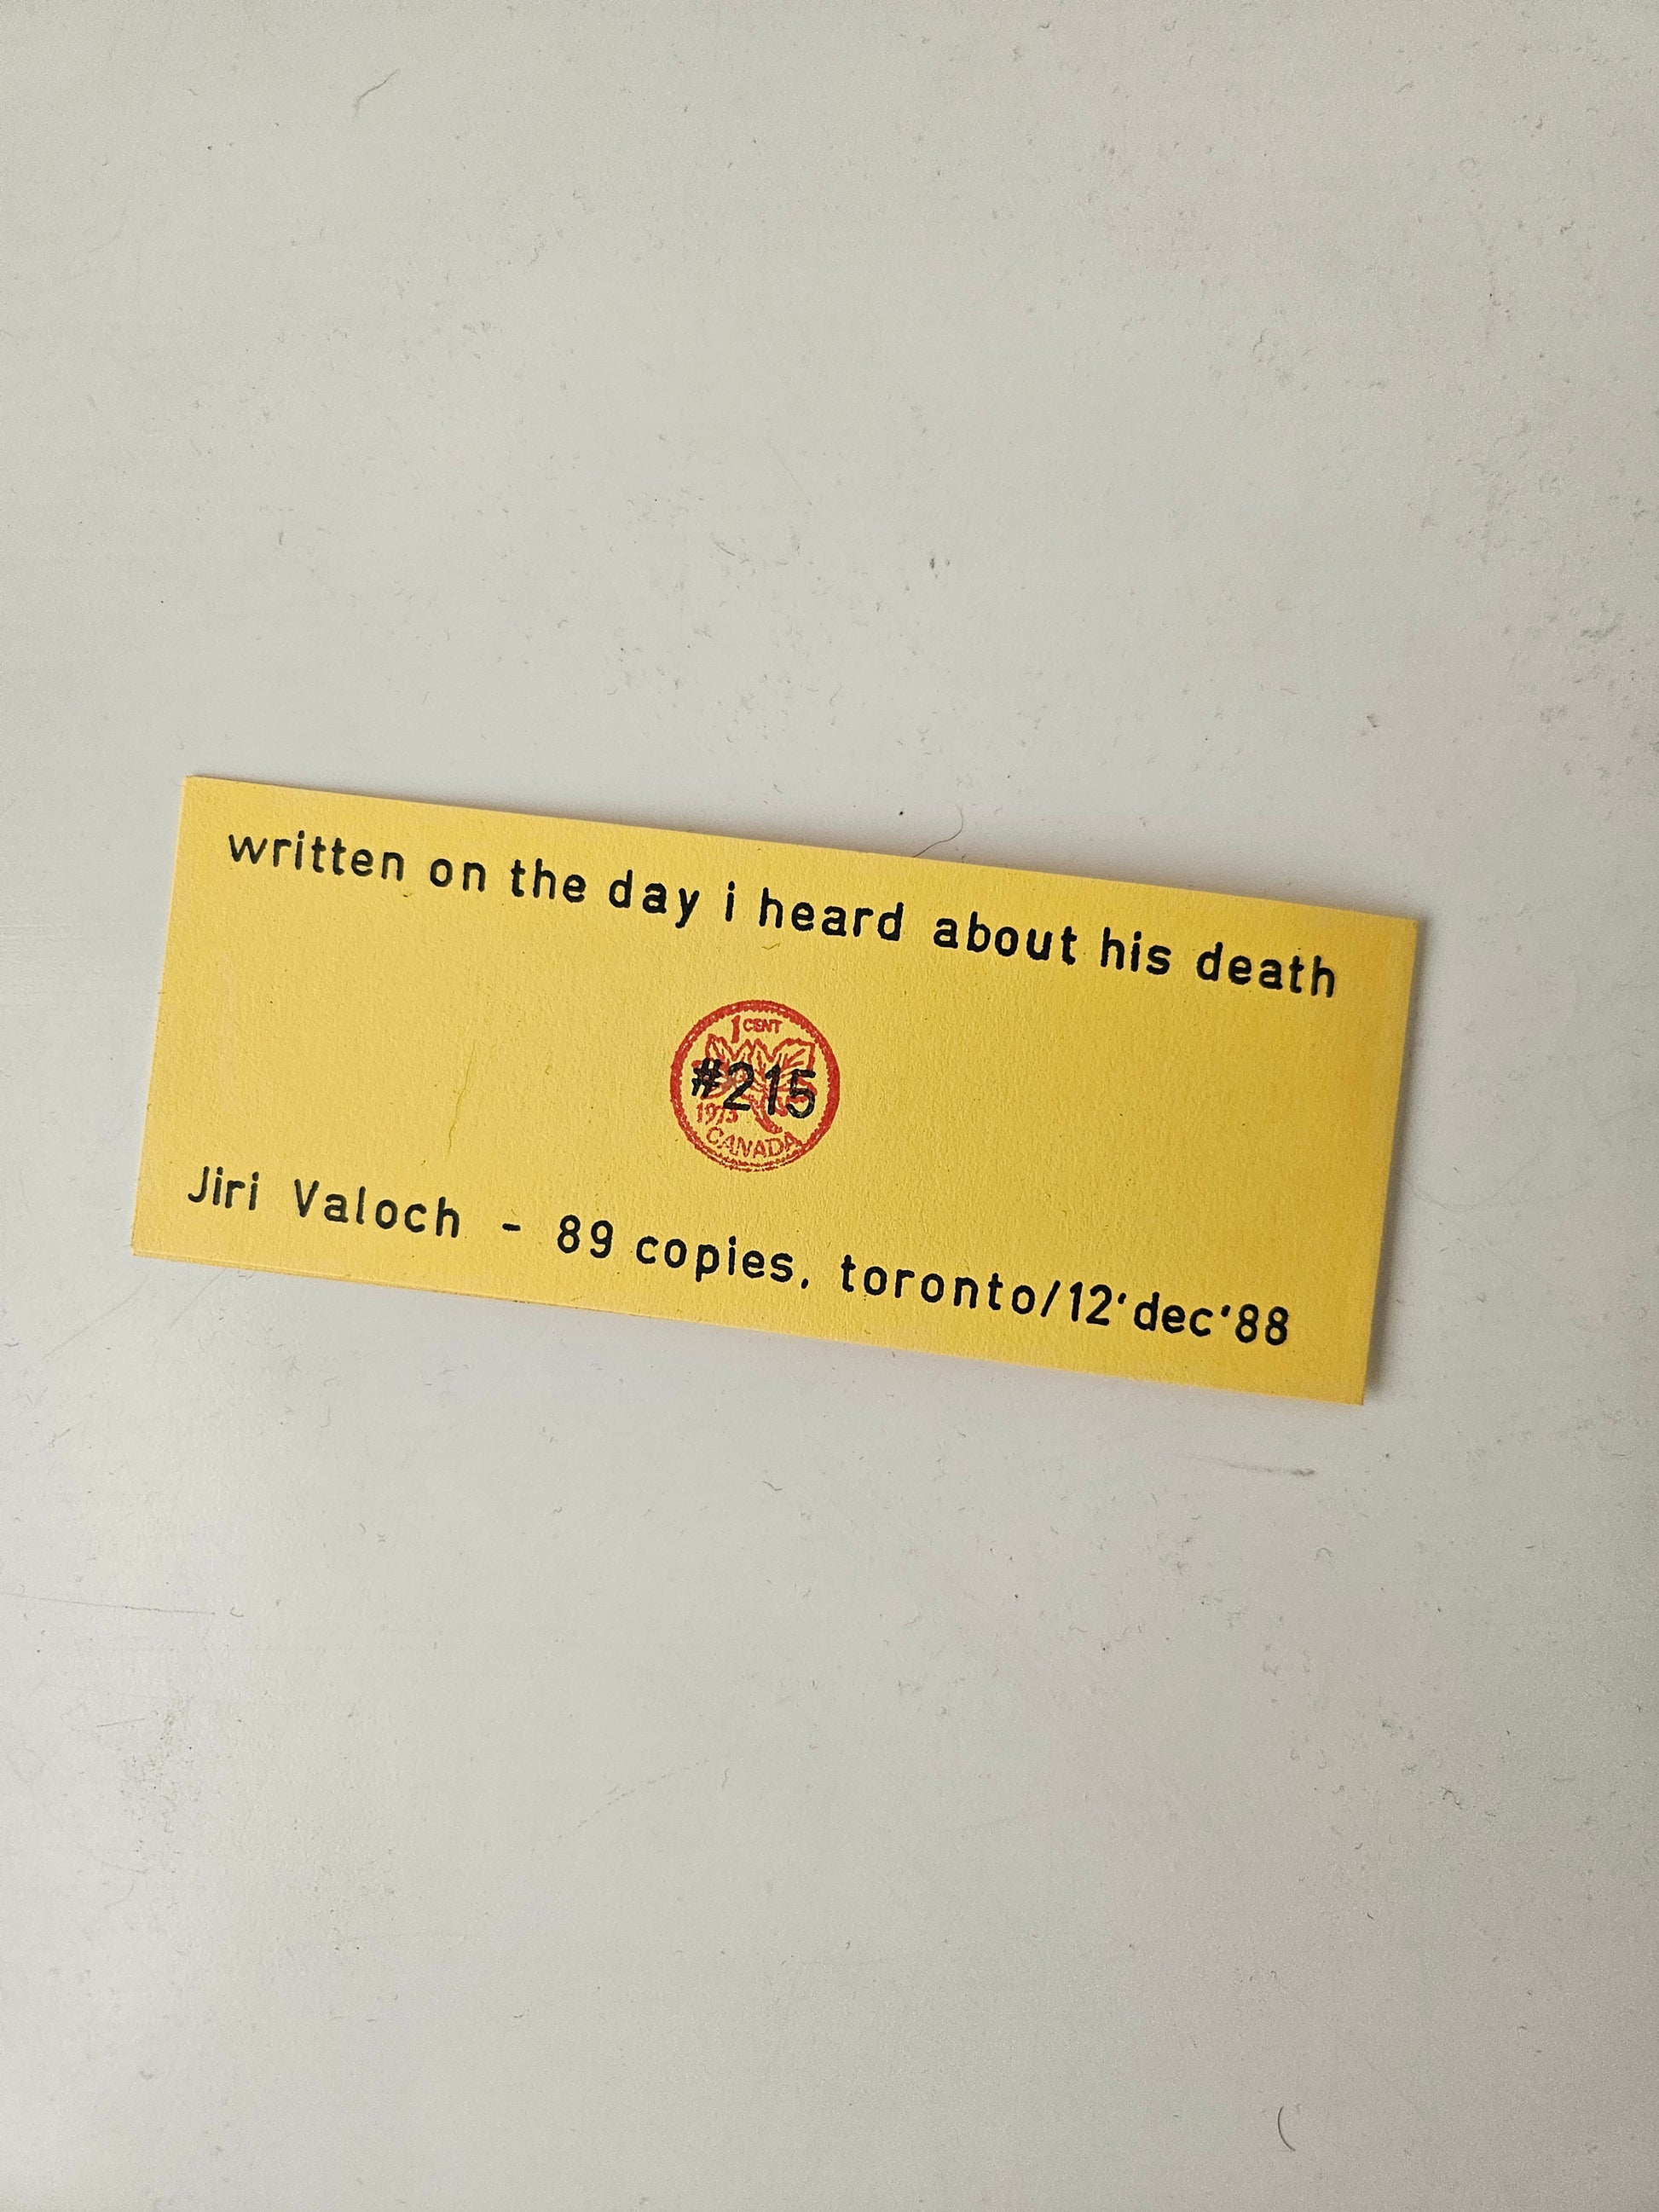 written on the day i heard about his death
1 CENT
#215
CANADA
Jiri Valoch - 89 copies, toronto/12'dec'88